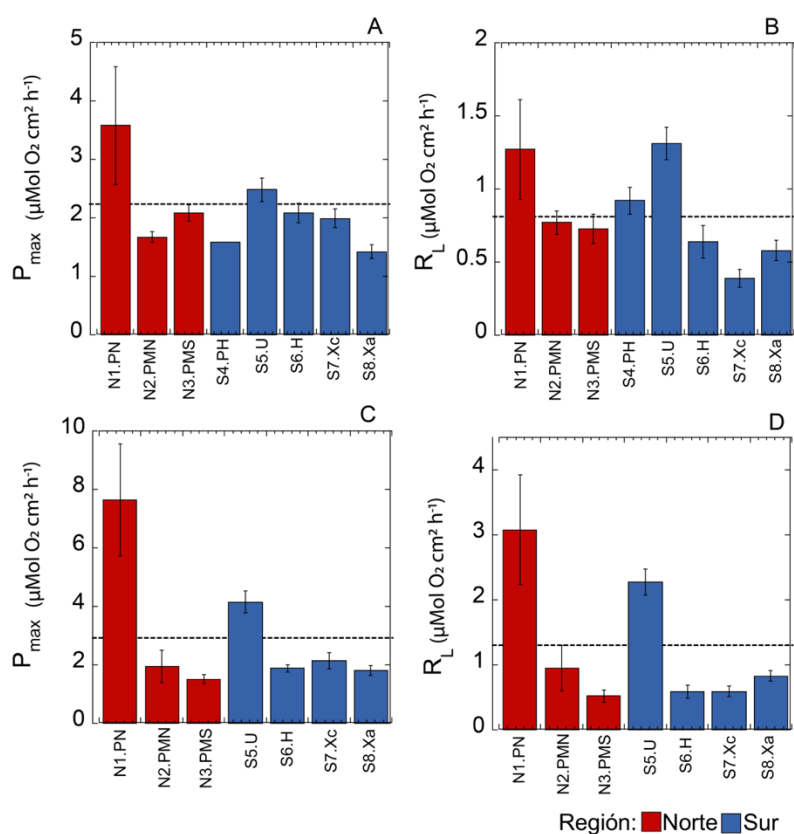 A
5
4
3
2
1
0
P max (µMol O₂ cm² h⁻¹)
N1.PN
N2.PMN
N3.PMS
S4.PH
S5.U
S6.H
S7.Xc
S8.Xa
B
2
1.5
1
0.5
0
R L (µMol O₂ cm² h⁻¹)
N1.PN
N2.PMN
N3.PMS
S4.PH
S5.U
S6.H
S7.Xc
S8.Xa
C
10
8
6
4
2
0
P max (µMol O₂ cm² h⁻¹)
N1.PN
N2.PMN
N3.PMS
S5.U
S6.H
S7.Xc
S8.Xa
D
4
3
2
1
0
R L (µMol O₂ cm² h⁻¹)
N1.PN
N2.PMN
N3.PMS
S5.U
S6.H
S7.Xc
S8.Xa
Región: Norte Sur